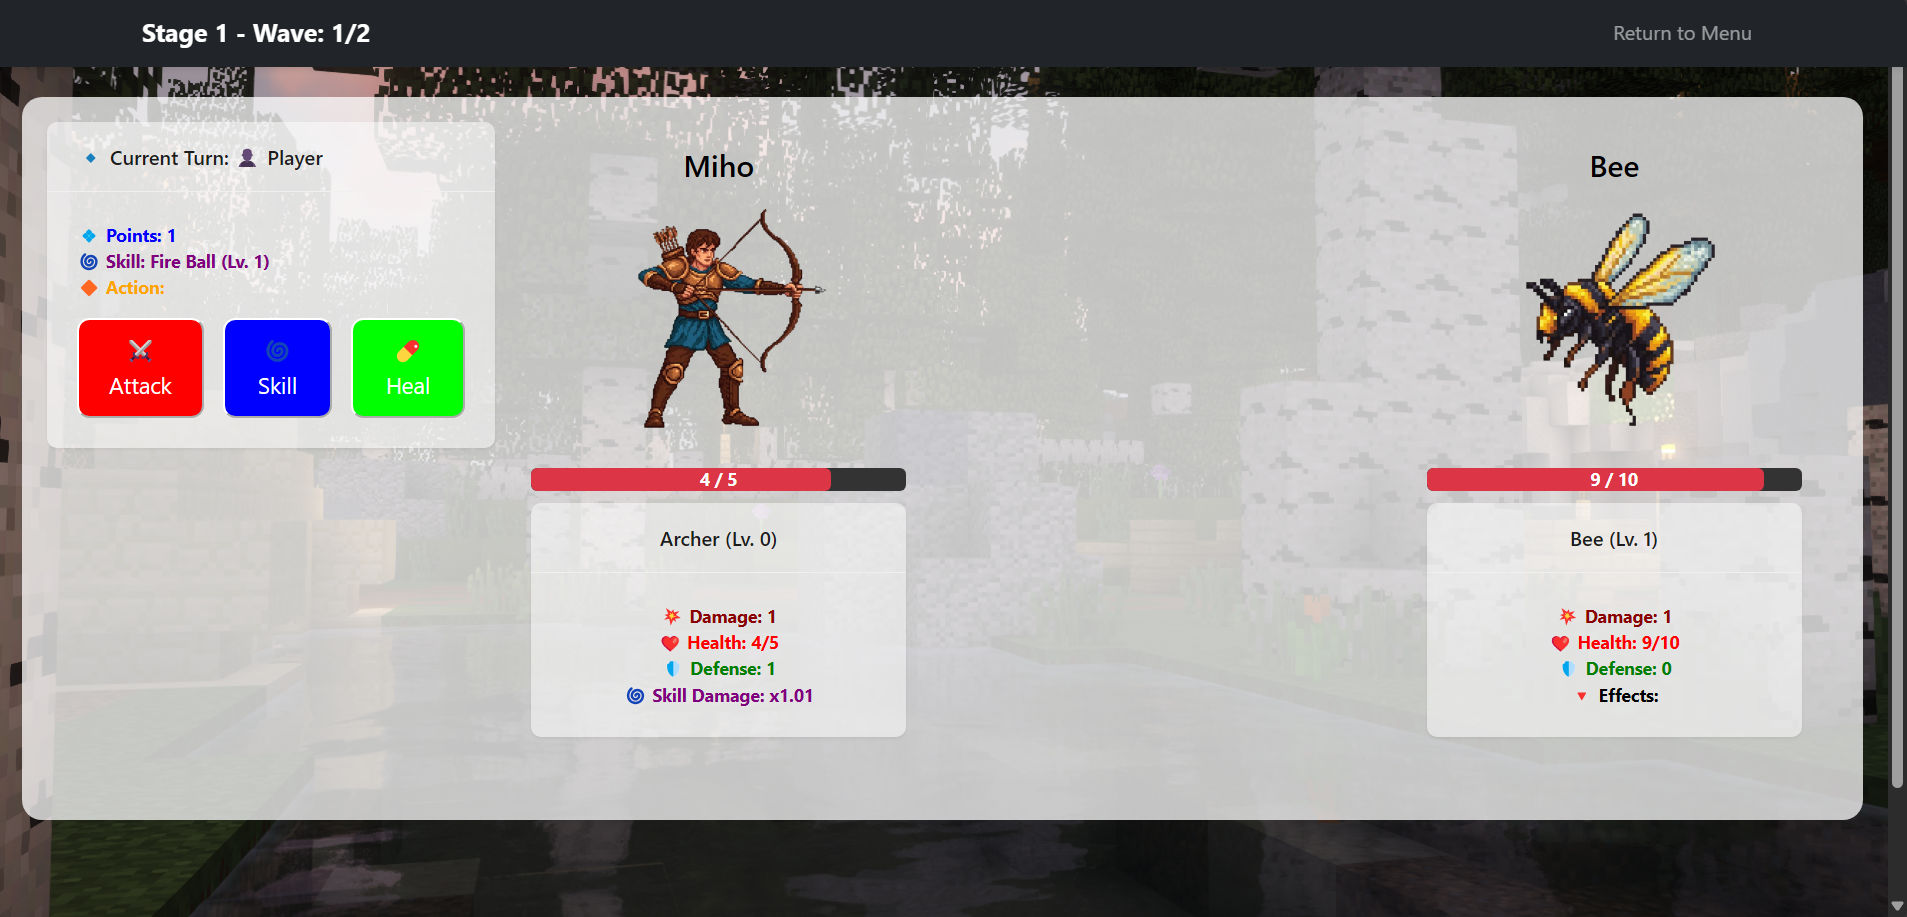 Stage 1 - Wave: 1/2
Return to Menu
Current Turn: Player
Points: 1
Skill: Fire Ball (Lv. 1)
Action:
Attack
Skill
Heal
Miho
4 / 5
Archer (Lv. 0)
Damage: 1
Health: 4/5
Defense: 1
Skill Damage: x1.01
Bee
9 / 10
Bee (Lv. 1)
Damage: 1
Health: 9/10
Defense: 0
Effects: